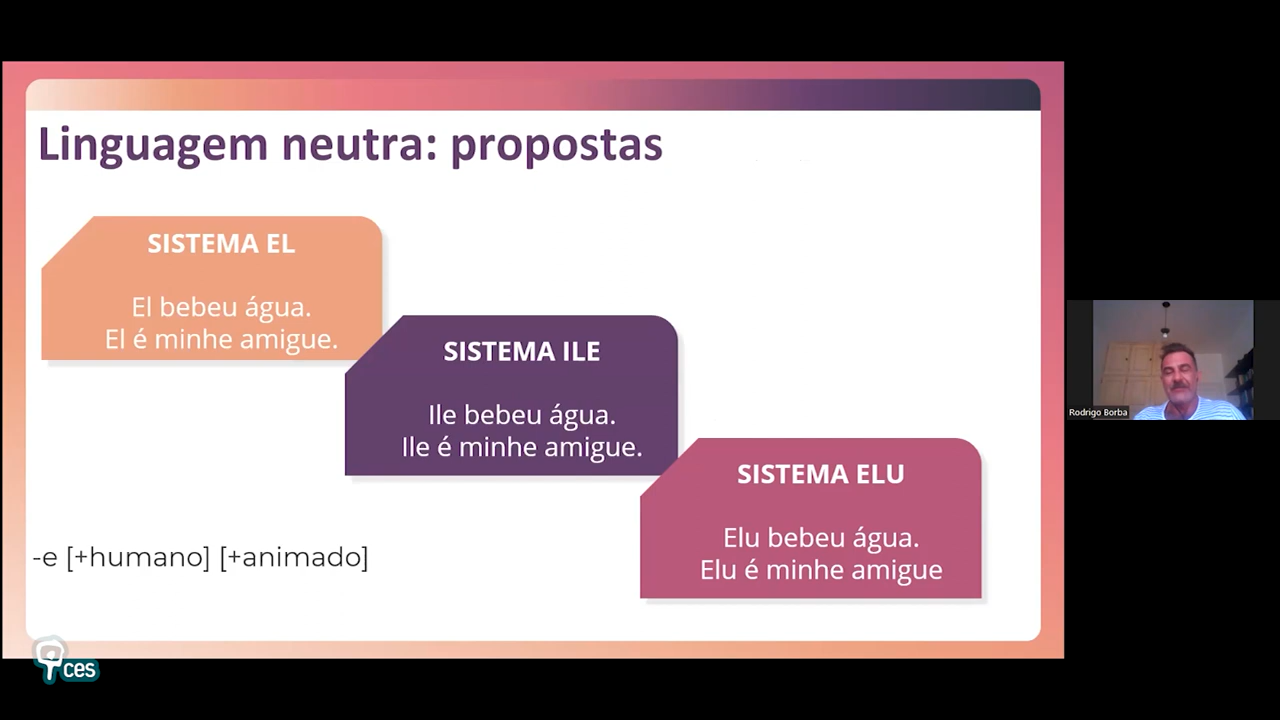 Linguagem neutra: propostas
SISTEMA EL
El bebeu água.
El é minhe amigue.
SISTEMA ILE
Ile bebeu água.
Ile é minhe amigue.
SISTEMA ELU
Elu bebeu água.
Elu é minhe amigue
-e [+humano] [+animado]
Rodrigo Borba
ces